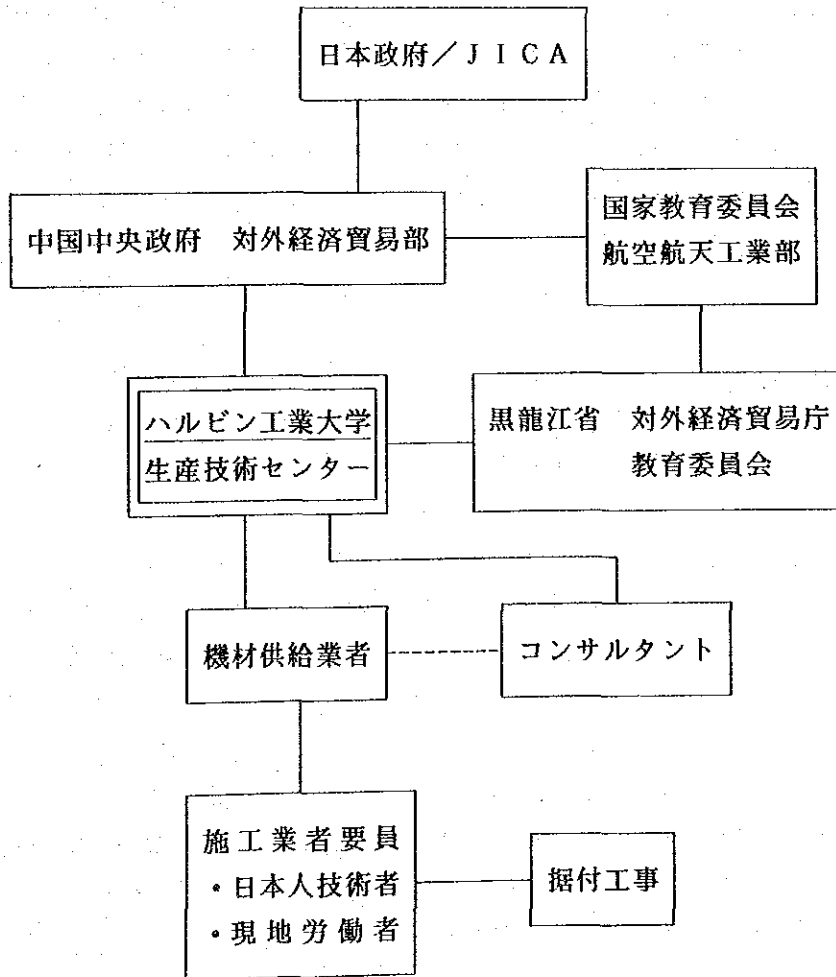 日本政府/JICA
中国中央政府 対外経済貿易部
国家教育委員会
航空航天工業部
ハルビン工業大学
生産技術センター
黒龍江省 対外経済貿易庁
教育委員会
機材供給業者
コンサルタント
施工業者要員
・日本人技術者
・現地労働者
据付工事